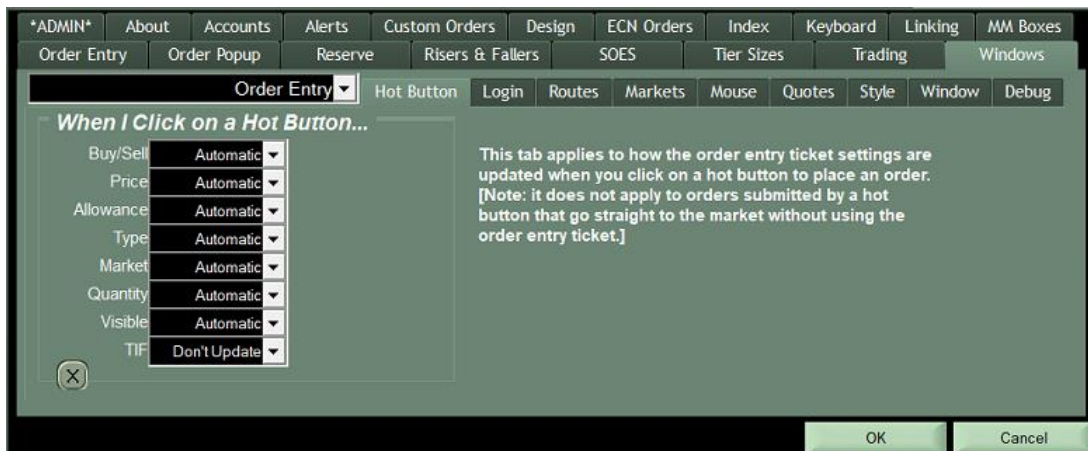 *ADMIN* About Accounts Alerts Custom Orders Design ECN Orders Index Keyboard Linking MM Boxes
Order Entry Order Popup Reserve Risers & Fallers SOES Tier Sizes Trading Windows
Order Entry Hot Button Login Routes Markets Mouse Quotes Style Window Debug
When I Click on a Hot Button...
Buy/Sell Automatic
Price Automatic
Allowance Automatic
Type Automatic
Market Automatic
Quantity Automatic
Visible Automatic
TIF Don't Update
X
This tab applies to how the order entry ticket settings are
updated when you click on a hot button to place an order.
[Note: it does not apply to orders submitted by a hot
button that go straight to the market without using the
order entry ticket.]
OK Cancel